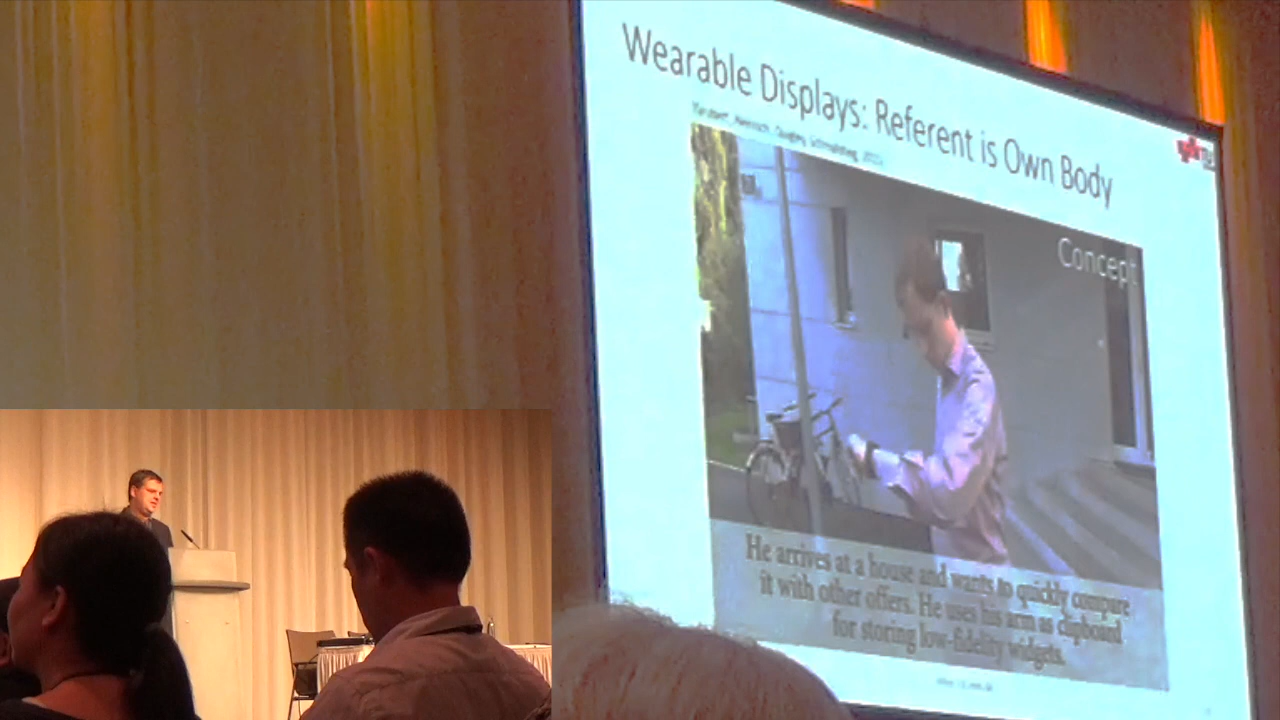 Wearable Displays: Referent is Own Body
Concept
He arrives at a house and wants to quickly compare
it with other offers. He uses his arm as clipboard
for storing low-fidelity widgets.